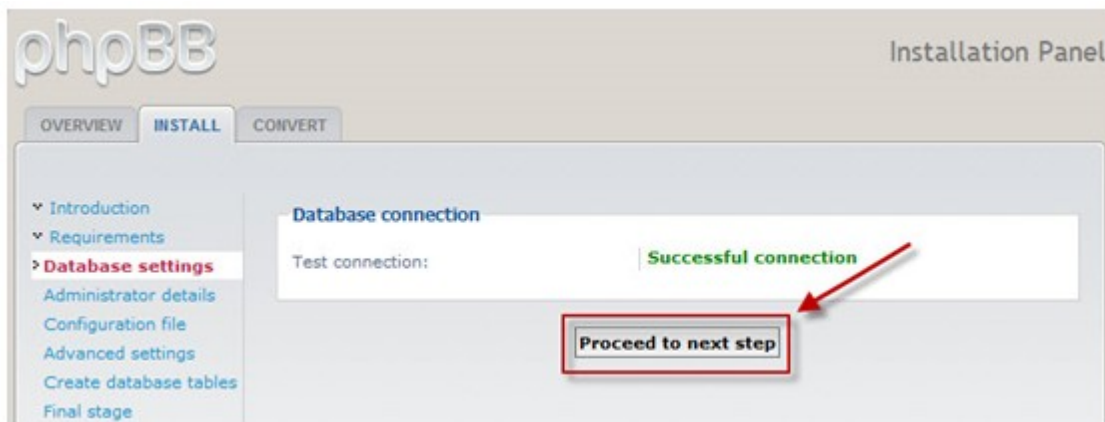 phpBB
Installation Panel
OVERVIEW INSTALL CONVERT
Introduction
Requirements
Database settings
Administrator details
Configuration file
Advanced settings
Create database tables
Final stage
Database connection
Test connection: Successful connection
Proceed to next step